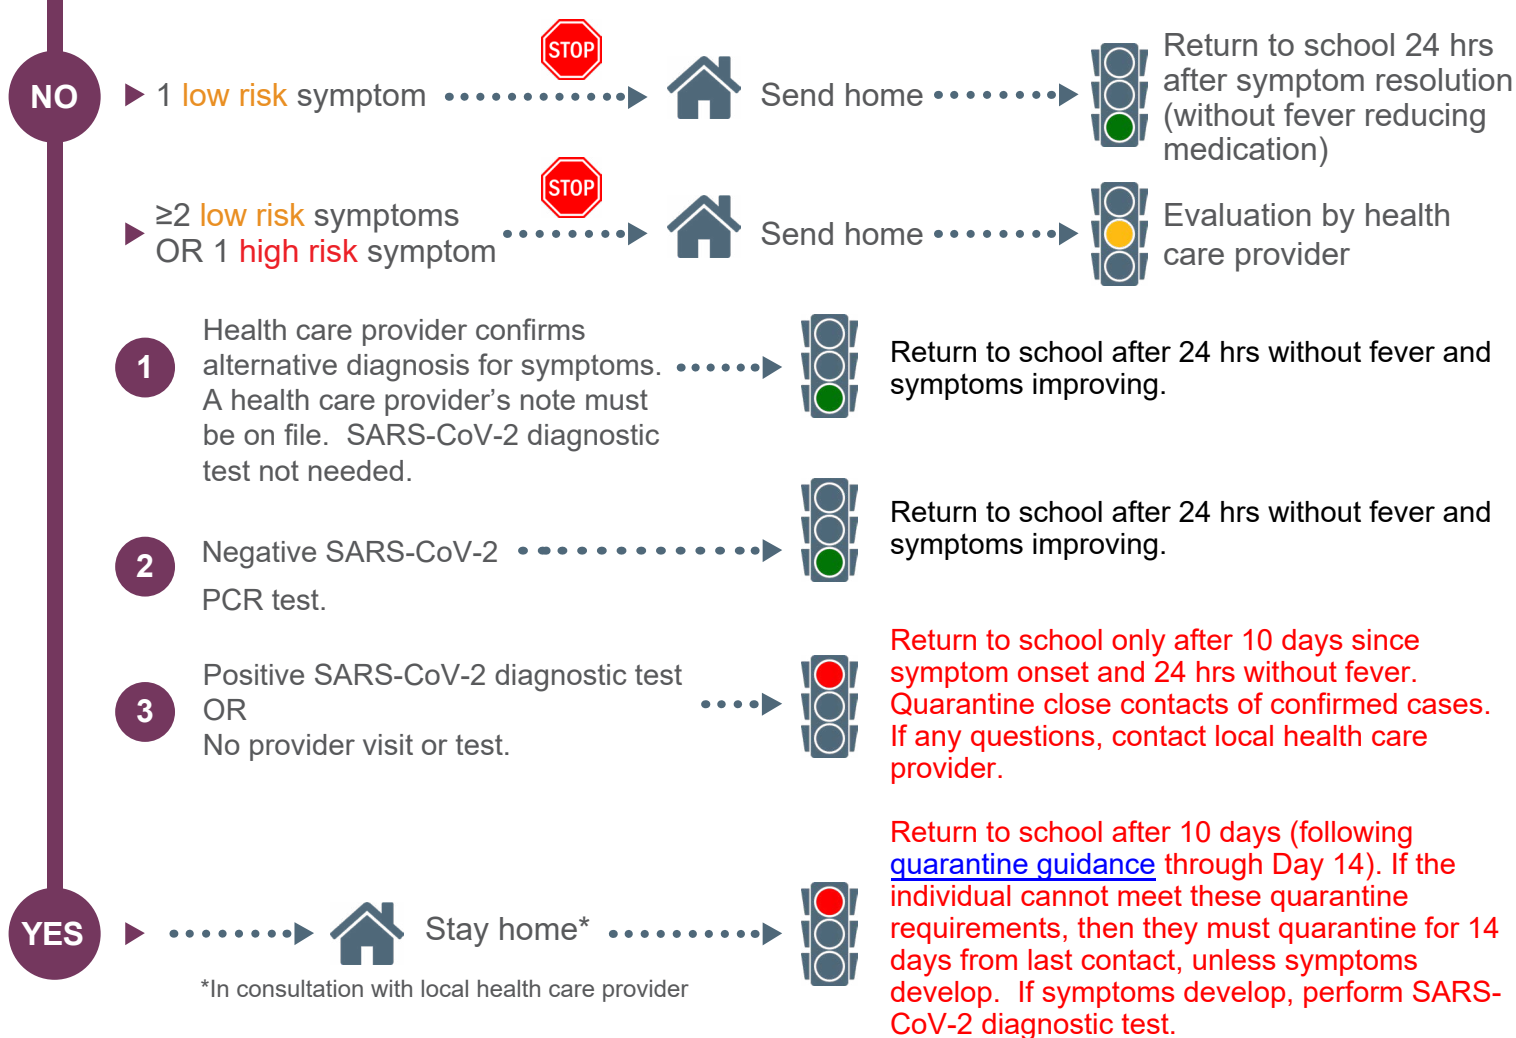 NO
1 low risk symptom
STOP
Send home
Return to school 24 hrs
after symptom resolution
(without fever reducing
medication)
≥2 low risk symptoms
OR 1 high risk symptom
STOP
Send home
Evaluation by health
care provider
1
Health care provider confirms
alternative diagnosis for symptoms.
A health care provider’s note must
be on file.  SARS-CoV-2 diagnostic
test not needed.
Return to school after 24 hrs without fever and
symptoms improving.
2
Negative SARS-CoV-2
PCR test.
Return to school after 24 hrs without fever and
symptoms improving.
3
Positive SARS-CoV-2 diagnostic test
OR
No provider visit or test.
Return to school only after 10 days since
symptom onset and 24 hrs without fever.
Quarantine close contacts of confirmed cases.
If any questions, contact local health care
provider.
YES
Stay home*
*In consultation with local health care provider
Return to school after 10 days (following
quarantine guidance through Day 14). If the
individual cannot meet these quarantine
requirements, then they must quarantine for 14
days from last contact, unless symptoms
develop.  If symptoms develop, perform SARS-
CoV-2 diagnostic test.